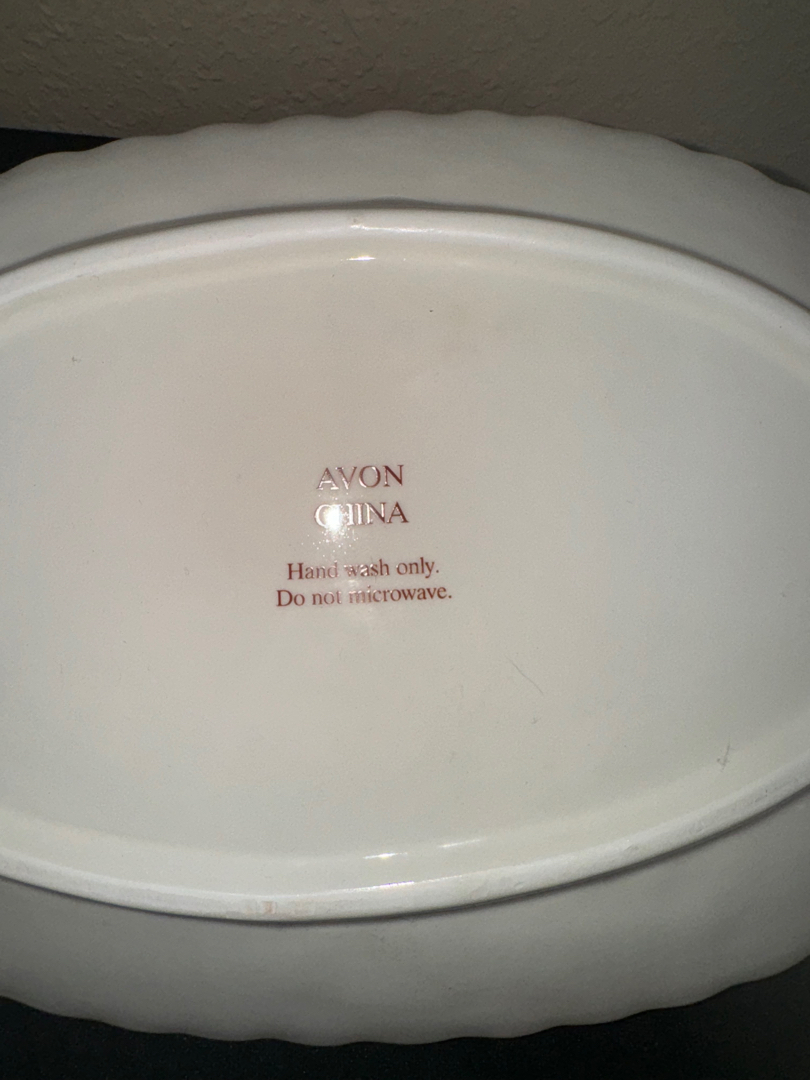 AVON
CHINA
Hand wash only.
Do not microwave.